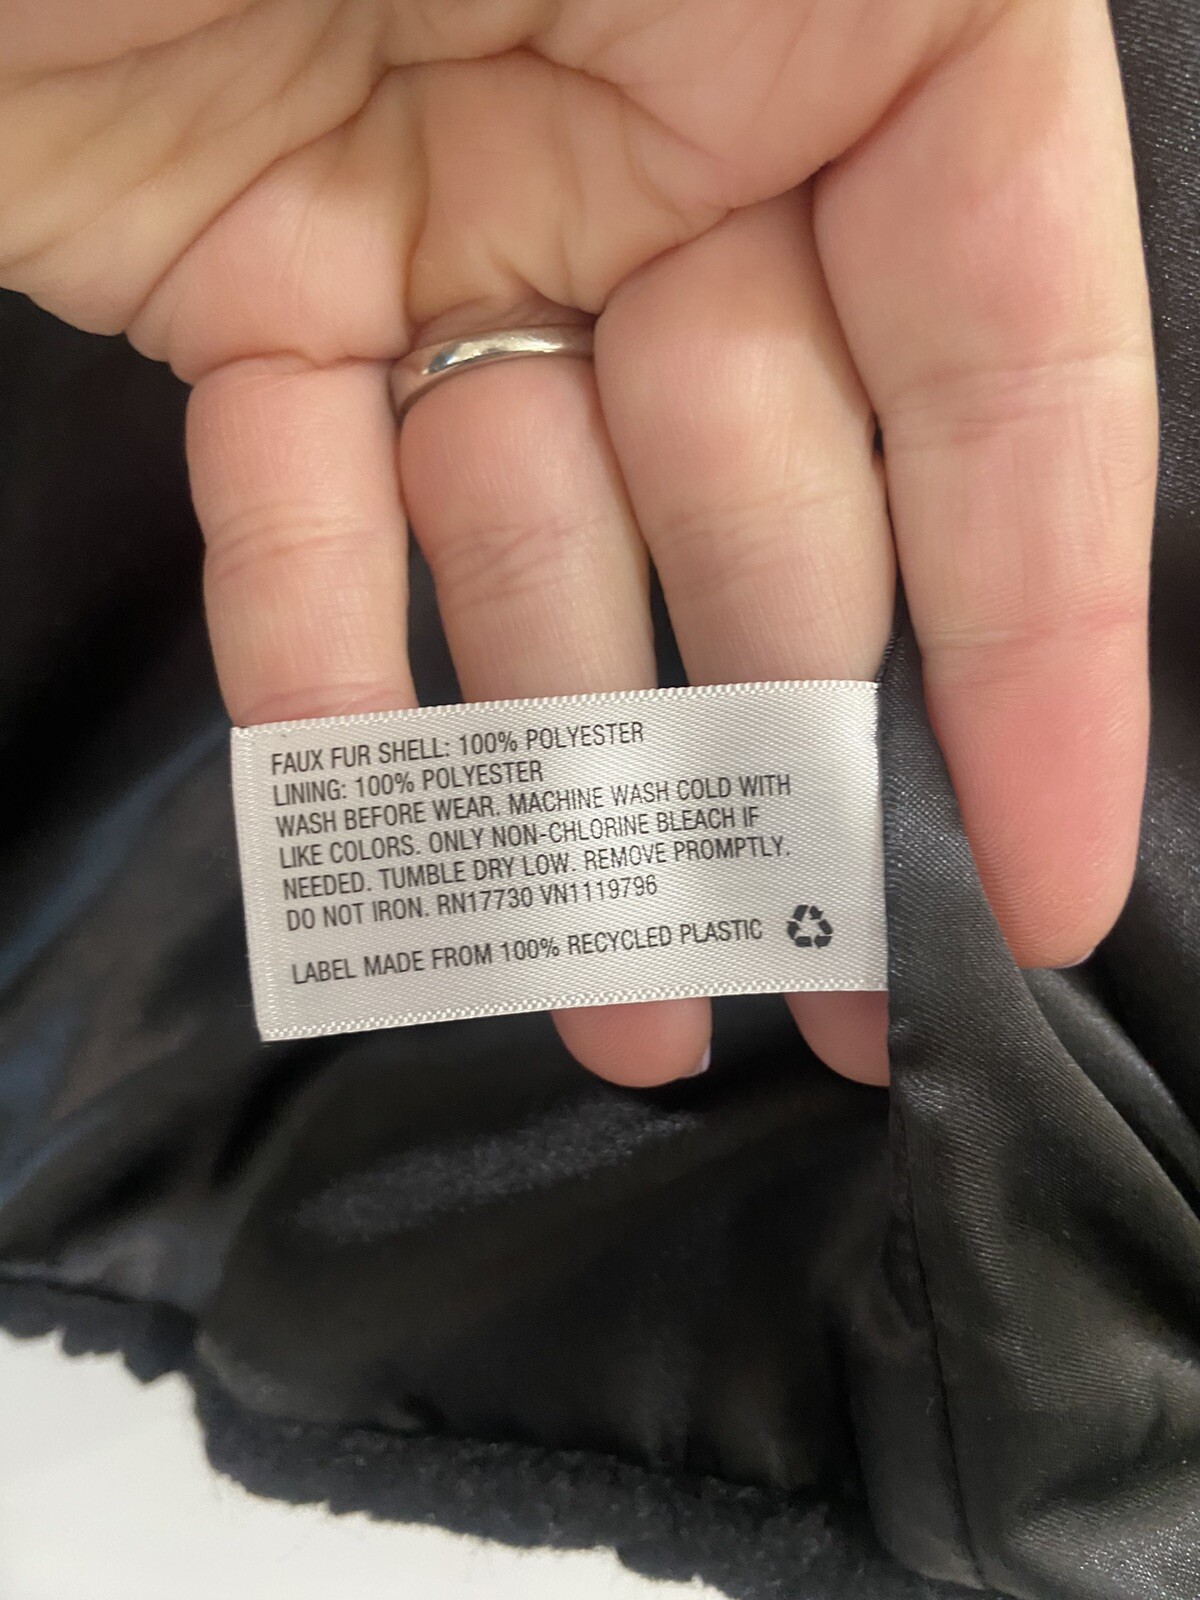 FAUX FUR SHELL: 100% POLYESTER
LINING: 100% POLYESTER
WASH BEFORE WEAR. MACHINE WASH COLD WITH
LIKE COLORS. ONLY NON-CHLORINE BLEACH IF
NEEDED. TUMBLE DRY LOW. REMOVE PROMPTLY.
DO NOT IRON. RN17730 VN1119796
LABEL MADE FROM 100% RECYCLED PLASTIC